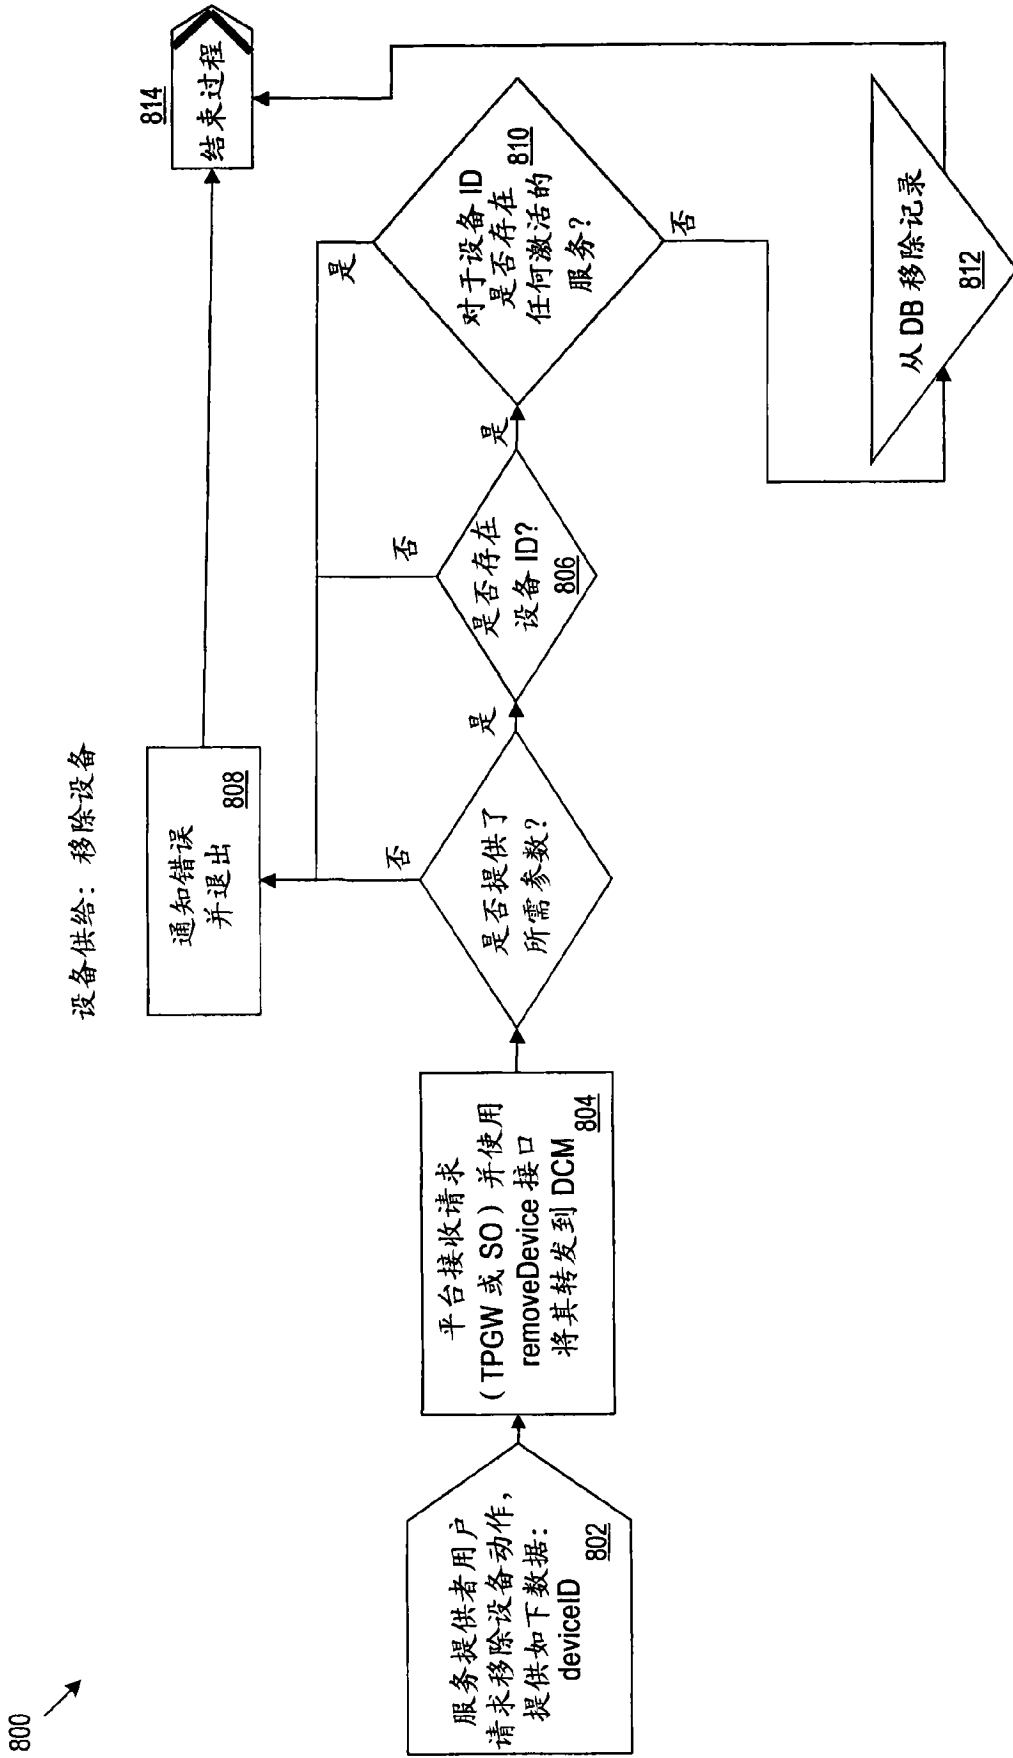 800
设备供给：移除设备
服务提供者用户
请求移除设备动作，
提供如下数据：
deviceID
802
平台接收请求
（TPGW 或 SO）并使用
removeDevice 接口
将其转发到 DCM
804
是否提供了
所需参数？
否
是
是否存在
设备 ID？
806
否
是
通知错误
并退出
808
对于设备 ID
是否存在
任何激活的
服务？
810
是
否
从 DB 移除记录
812
结束过程
814